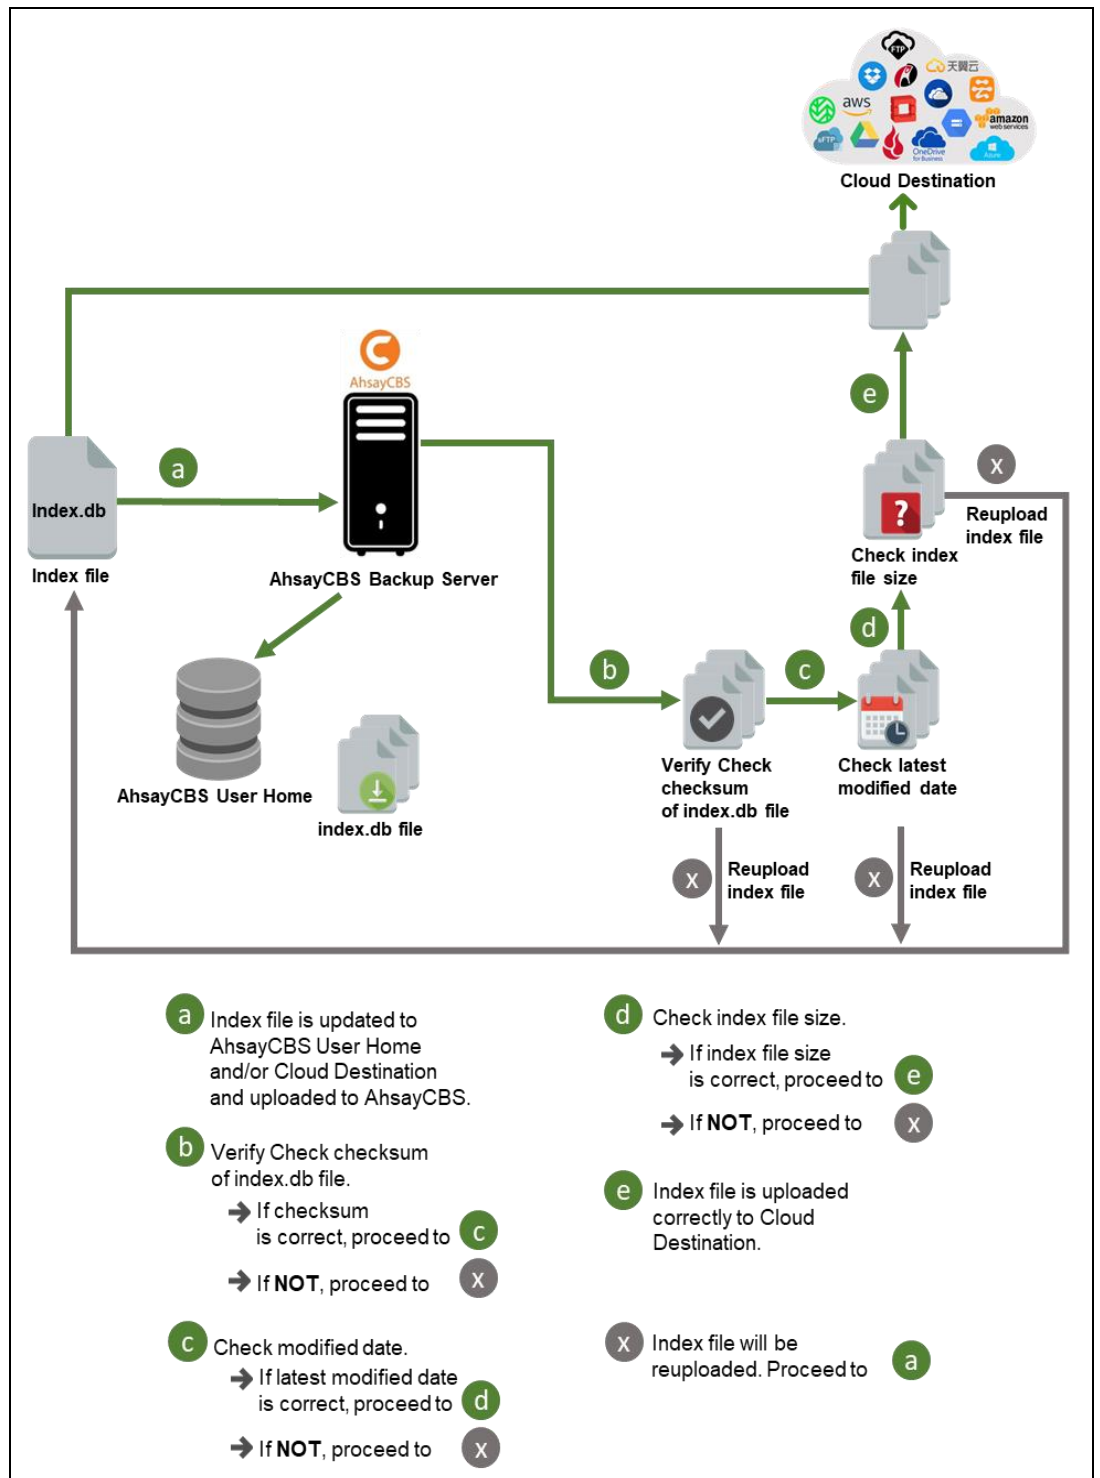 FTP
天翼云
aws
amazon
web services
sFTP
OneDrive
for Business
Azure
Cloud Destination
AhsayCBS
e
x
a
Index.db
Reupload
index file
?
Index file
AhsayCBS Backup Server
Check index
file size
d
b
c
Verify Check
checksum
of index.db file
Check latest
modified date
AhsayCBS User Home
index.db file
x
Reupload
index file
x
Reupload
index file
a
Index file is updated to
AhsayCBS User Home
and/or Cloud Destination
and uploaded to AhsayCBS.
b
Verify Check checksum
of index.db file.
If checksum
is correct, proceed to c
If NOT, proceed to x
c
Check modified date.
If latest modified date
is correct, proceed to d
If NOT, proceed to x
d
Check index file size.
If index file size
is correct, proceed to e
If NOT, proceed to x
e
Index file is uploaded
correctly to Cloud
Destination.
x
Index file will be
reuploaded. Proceed to a